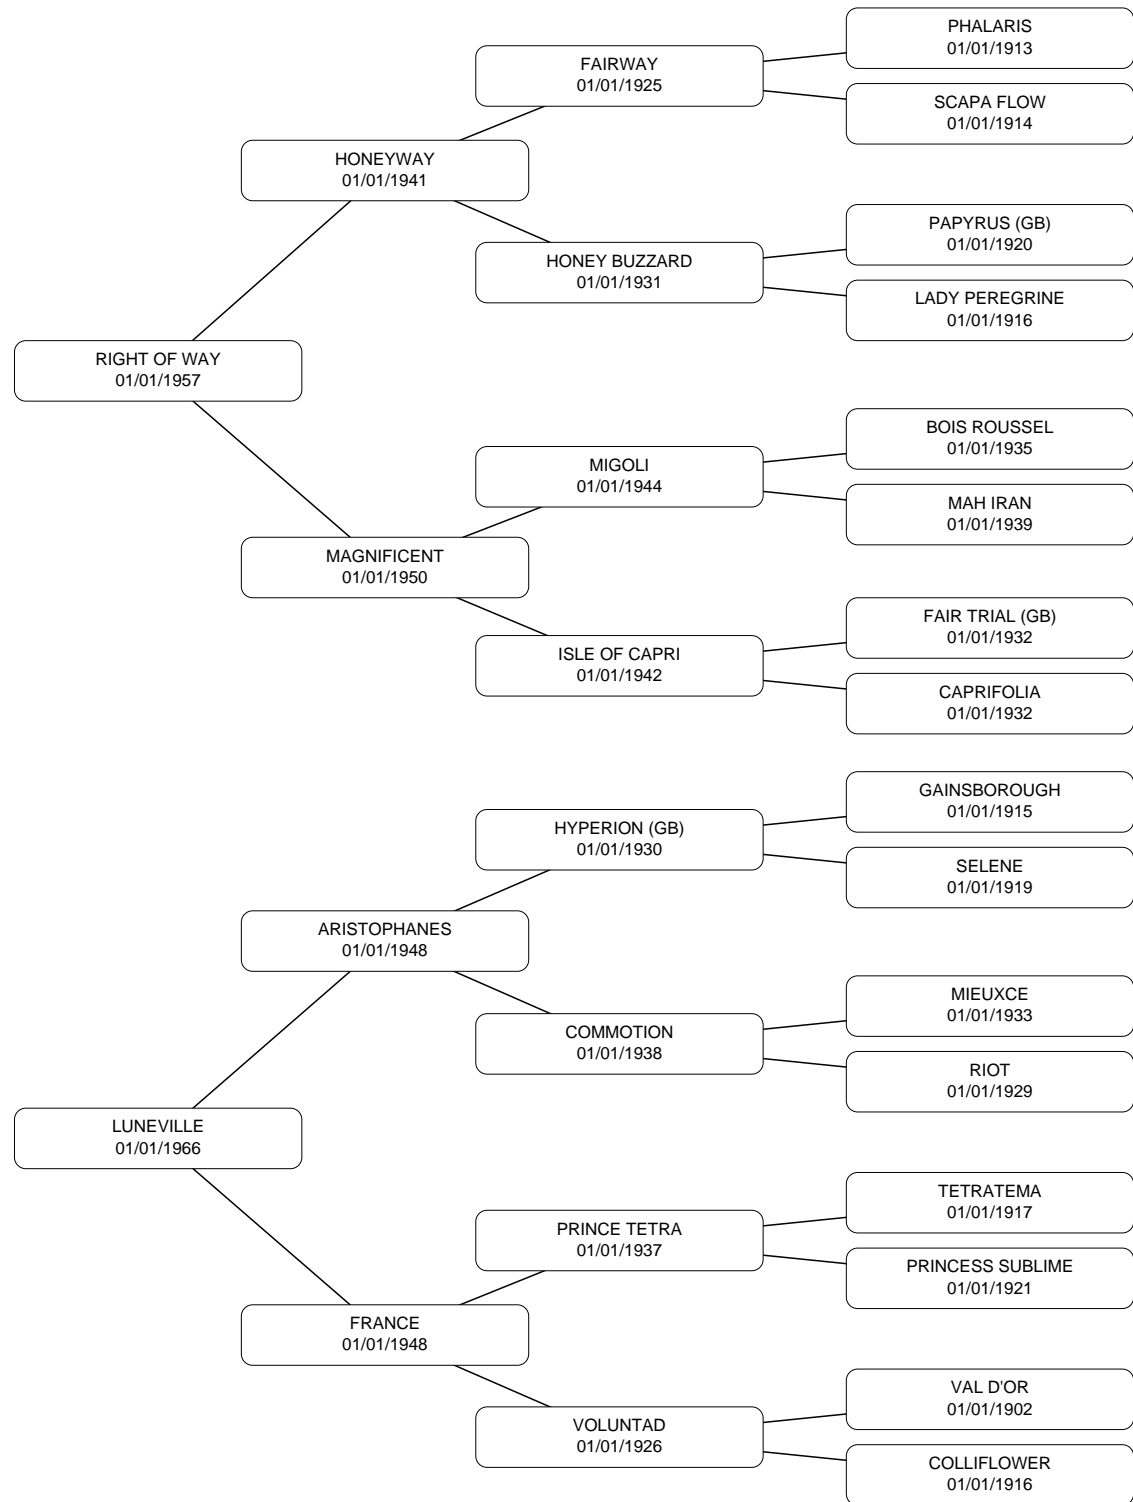 PHALARIS
01/01/1913
FAIRWAY
01/01/1925
SCAPA FLOW
01/01/1914
HONEYWAY
01/01/1941
PAPYRUS (GB)
01/01/1920
HONEY BUZZARD
01/01/1931
LADY PEREGRINE
01/01/1916
RIGHT OF WAY
01/01/1957
BOIS ROUSSEL
01/01/1935
MIGOLI
01/01/1944
MAH IRAN
01/01/1939
MAGNIFICENT
01/01/1950
FAIR TRIAL (GB)
01/01/1932
ISLE OF CAPRI
01/01/1942
CAPRIFOLIA
01/01/1932
GAINSBOROUGH
01/01/1915
HYPERION (GB)
01/01/1930
SELENE
01/01/1919
ARISTOPHANES
01/01/1948
MIEUXCE
01/01/1933
COMMOTION
01/01/1938
RIOT
01/01/1929
LUNEVILLE
01/01/1966
TETRATEMA
01/01/1917
PRINCE TETRA
01/01/1937
PRINCESS SUBLIME
01/01/1921
FRANCE
01/01/1948
VAL D'OR
01/01/1902
VOLUNTAD
01/01/1926
COLLIFLOWER
01/01/1916